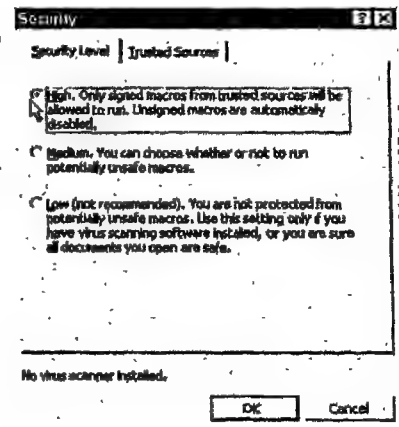 Security
Security Level Trusted Sources
High. Only signed macros from trusted sources will be
allowed to run. Unsigned macros are automatically
disabled.
Medium. You can choose whether or not to run
potentially unsafe macros.
Low (not recommended). You are not protected from
potentially unsafe macros. Use this setting only if you
have virus scanning software installed, or you are sure
all documents you open are safe.
No virus scanner installed.
OK Cancel